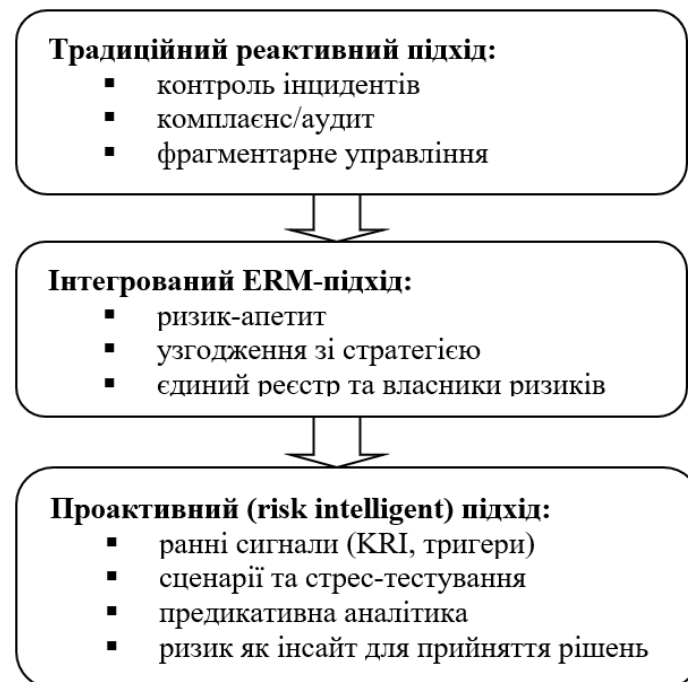 Традиційний реактивний підхід:
▪ контроль інцидентів
▪ комплаєнс/аудит
▪ фрагментарне управління
Інтегрований ERM-підхід:
▪ ризик-апетит
▪ узгодження зі стратегією
▪ єдиний реєстр та власники ризиків
Проактивний (risk intelligent) підхід:
▪ ранні сигнали (KRI, тригери)
▪ сценарії та стрес-тестування
▪ предикативна аналітика
▪ ризик як інсайт для прийняття рішень